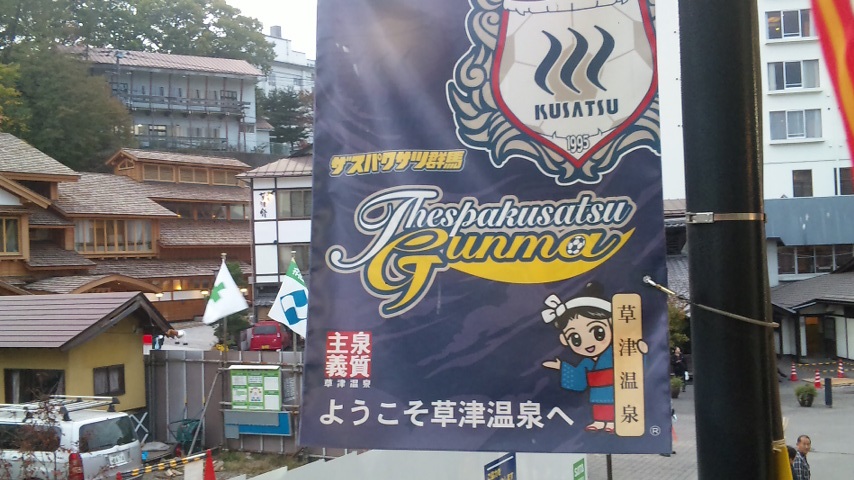 KUSATSU
1995
ザスパクサツ群馬
Thespakusatsu
Gunma
泉質
主義
草津温泉
草津温泉
ようこそ草津温泉へ
®